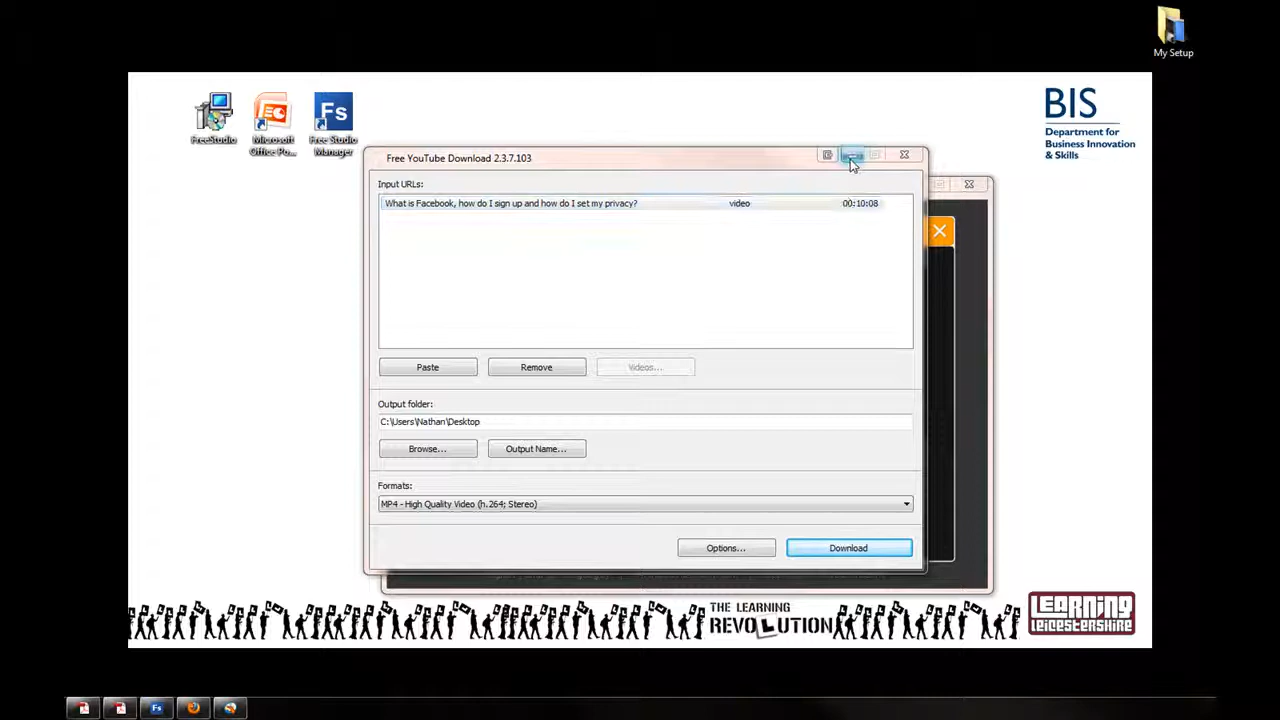 My Setup
BIS
Department for
Business Innovation
& Skills
FreeStudio
Microsoft
Office Po...
Fs
Free Studio
Manager
Free YouTube Download 2.3.7.103
Input URLs:
What is Facebook, how do I sign up and how do I set my privacy? video 00:10:08
Paste Remove Videos...
Output folder:
C:\Users\Nathan\Desktop
Browse... Output Name...
Formats:
MP4 - High Quality Video (h.264; Stereo)
Options... Download
THE LEARNING
REVOLUTION
LEARNING
LEICESTERSHIRE
Fs